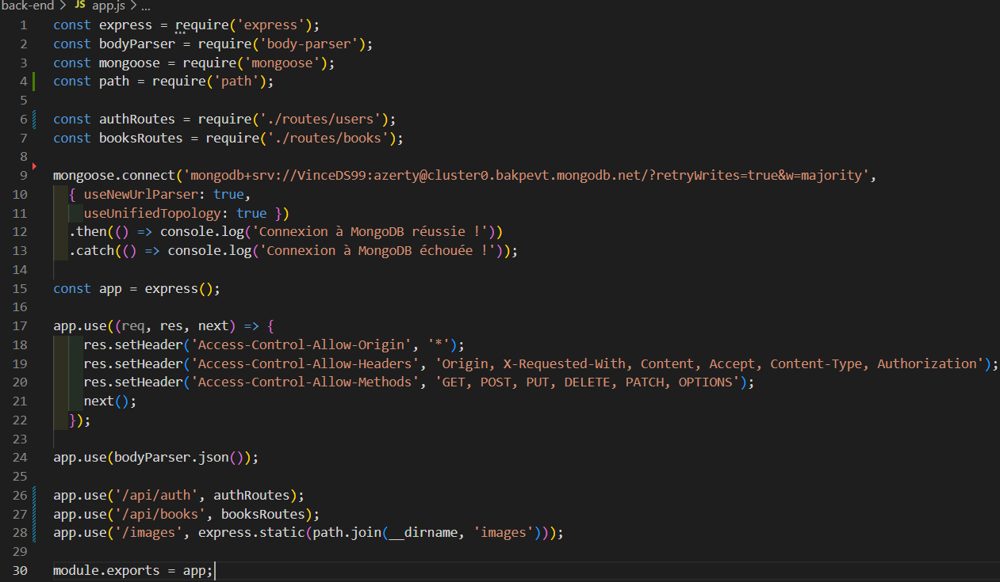 back-end > JS app.js > ...
1 const express = require('express');
2 const bodyParser = require('body-parser');
3 const mongoose = require('mongoose');
4 const path = require('path');
5
6 const authRoutes = require('./routes/users');
7 const booksRoutes = require('./routes/books');
8
9 mongoose.connect('mongodb+srv://VinceDS99:azerty@cluster0.bakpevt.mongodb.net/?retryWrites=true&w=majority',
10   { useNewUrlParser: true,
11     useUnifiedTopology: true })
12   .then(() => console.log('Connexion à MongoDB réussie !'))
13   .catch(() => console.log('Connexion à MongoDB échouée !'));
14
15 const app = express();
16
17 app.use((req, res, next) => {
18     res.setHeader('Access-Control-Allow-Origin', '*');
19     res.setHeader('Access-Control-Allow-Headers', 'Origin, X-Requested-With, Content, Accept, Content-Type, Authorization');
20     res.setHeader('Access-Control-Allow-Methods', 'GET, POST, PUT, DELETE, PATCH, OPTIONS');
21     next();
22   });
23
24 app.use(bodyParser.json());
25
26 app.use('/api/auth', authRoutes);
27 app.use('/api/books', booksRoutes);
28 app.use('/images', express.static(path.join(__dirname, 'images')));
29
30 module.exports = app;